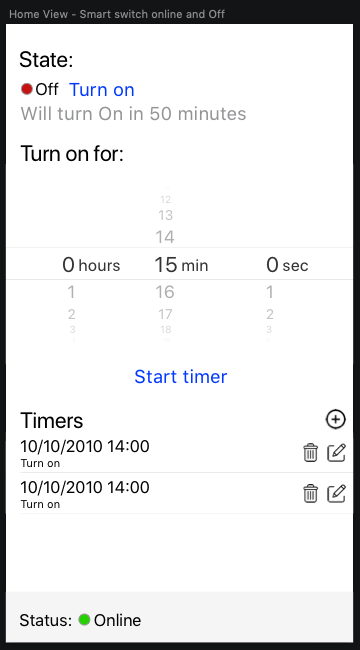 Home View - Smart switch online and Off
State:
Off Turn on
Will turn On in 50 minutes
Turn on for:
12
13
14
0 hours 15 min 0 sec
1 16 1
2 17 2
3 18 3
Start timer
Timers
10/10/2010 14:00
Turn on
10/10/2010 14:00
Turn on
Status: Online